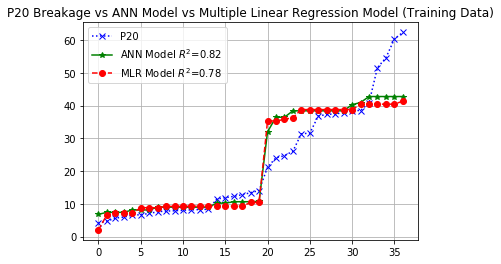 P20 Breakage vs ANN Model vs Multiple Linear Regression Model (Training Data)
P20
ANN Model R²=0.82
MLR Model R²=0.78
60
50
40
30
20
10
0
0 5 10 15 20 25 30 35